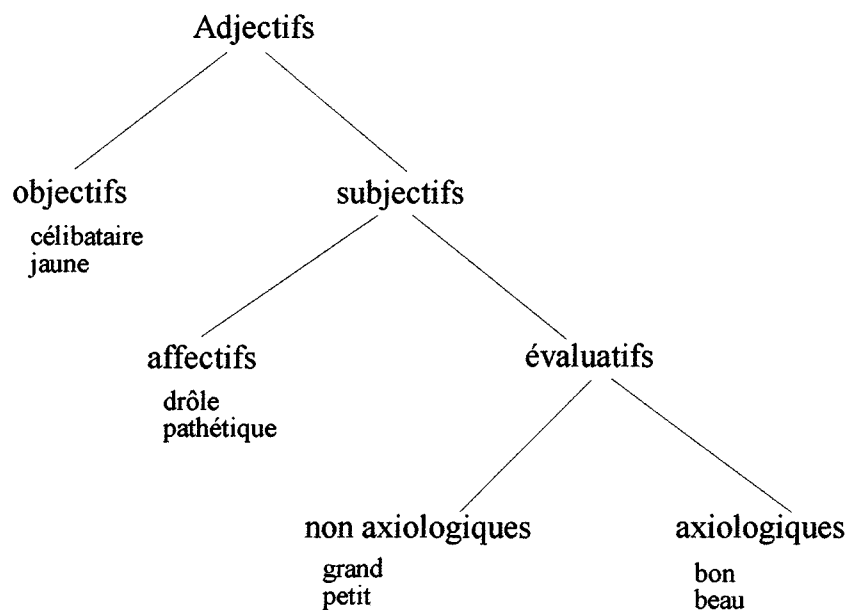 Adjectifs
objectifs
subjectifs
célibataire
jaune
affectifs
évaluatifs
drôle
pathétique
non axiologiques
axiologiques
grand
petit
bon
beau